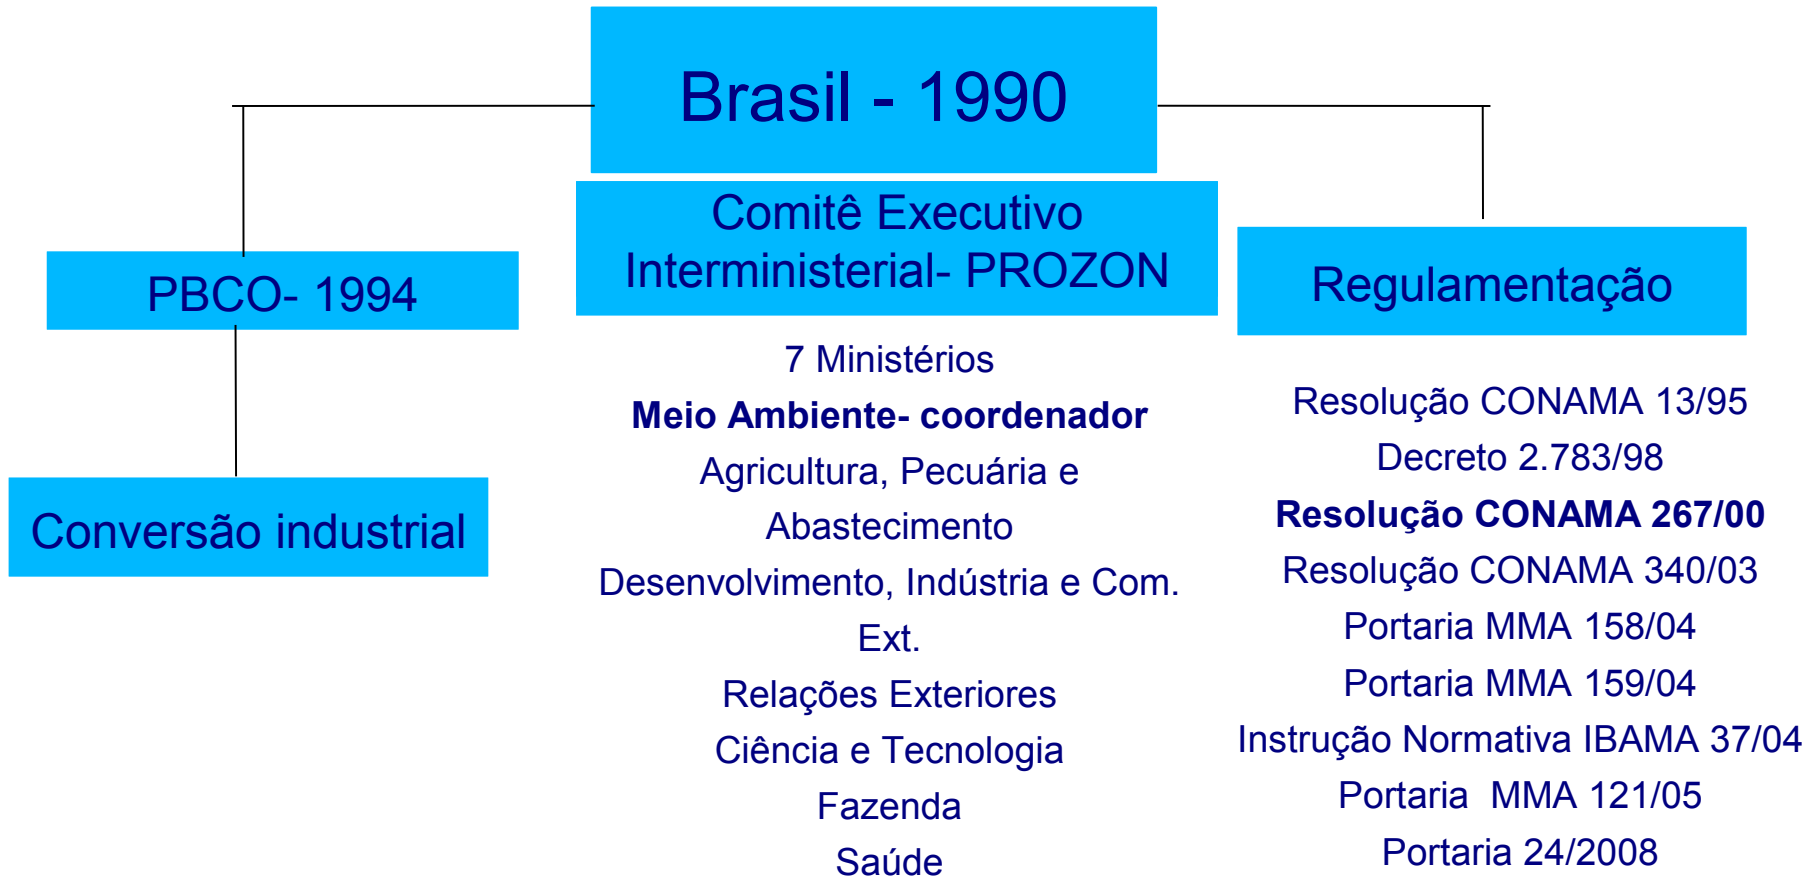 Brasil - 1990
Comitê Executivo
Interministerial- PROZON
PBCO- 1994
Conversão industrial
7 Ministérios
Meio Ambiente- coordenador
Agricultura, Pecuária e
Abastecimento
Desenvolvimento, Indústria e Com.
Ext.
Relações Exteriores
Ciência e Tecnologia
Fazenda
Saúde
Regulamentação
Resolução CONAMA 13/95
Decreto 2.783/98
Resolução CONAMA 267/00
Resolução CONAMA 340/03
Portaria MMA 158/04
Portaria MMA 159/04
Instrução Normativa IBAMA 37/04
Portaria  MMA 121/05
Portaria 24/2008